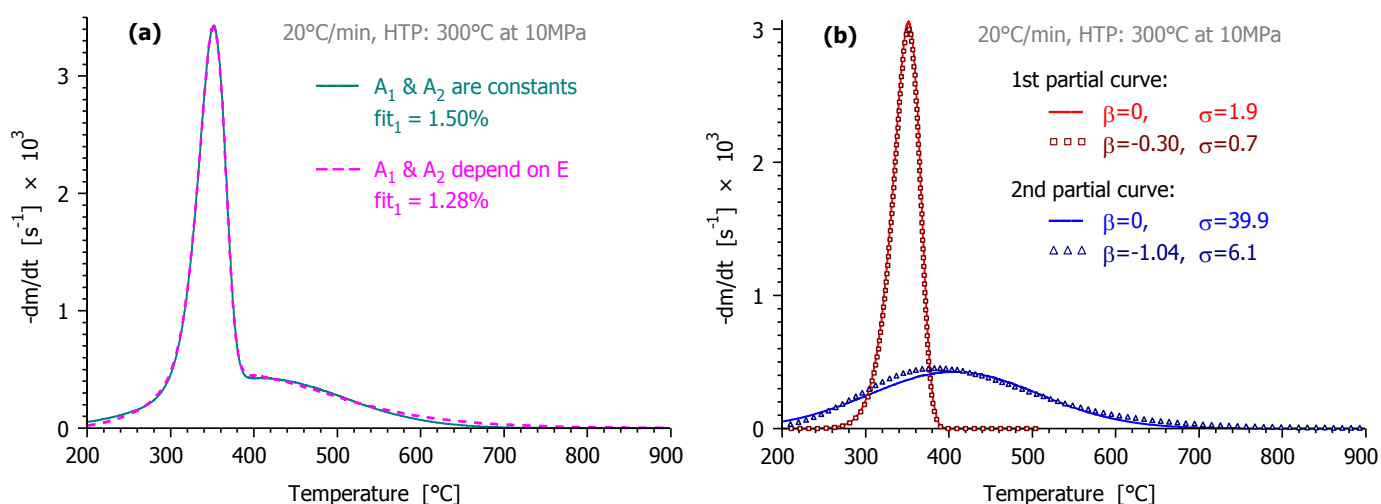 (a)
20°C/min, HTP: 300°C at 10MPa
A₁ & A₂ are constants
fit₁ = 1.50%
A₁ & A₂ depend on E
fit₁ = 1.28%
-dm/dt [s⁻¹] × 10³
3
2
1
0
200 300 400 500 600 700 800 900
Temperature [°C]
(b)
20°C/min, HTP: 300°C at 10MPa
1st partial curve:
β=0, σ=1.9
β=-0.30, σ=0.7
2nd partial curve:
β=0, σ=39.9
β=-1.04, σ=6.1
-dm/dt [s⁻¹] × 10³
3
2
1
0
200 300 400 500 600 700 800 900
Temperature [°C]